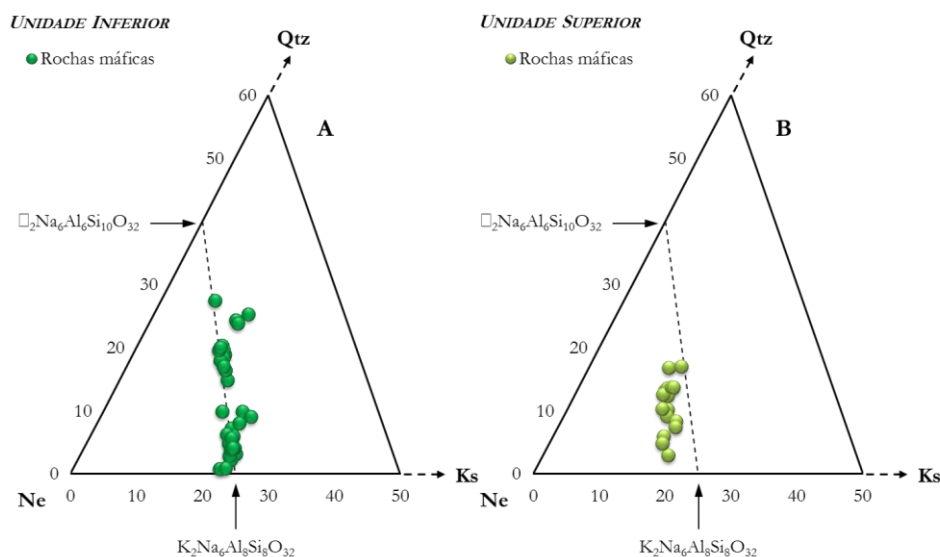 UNIDADE INFERIOR
Rochas máficas
Qtz
A
60
50
□₂Na₆Al₆Si₁₀O₃₂
30
20
10
0
Ne
0
10
20
30
50
Ks
K₂Na₆Al₈Si₈O₃₂
UNIDADE SUPERIOR
Rochas máficas
Qtz
B
60
50
□₂Na₆Al₆Si₁₀O₃₂
30
20
10
0
Ne
0
10
20
30
50
Ks
K₂Na₆Al₈Si₈O₃₂